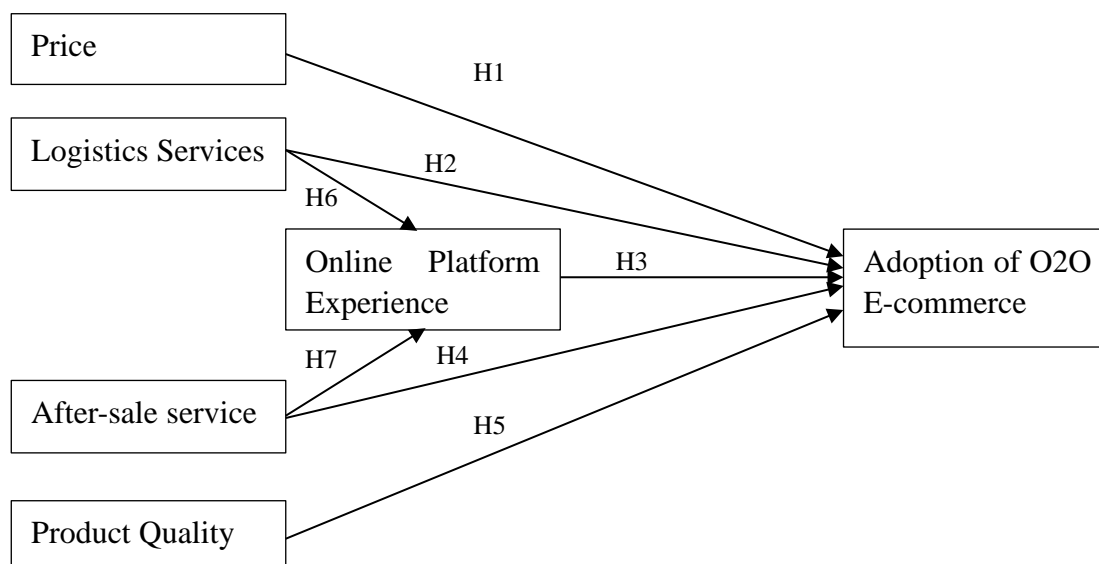 Price
H1
Logistics Services
H2
H6
Online Platform
Experience
H3
Adoption of O2O
E-commerce
H7
H4
After-sale service
H5
Product Quality